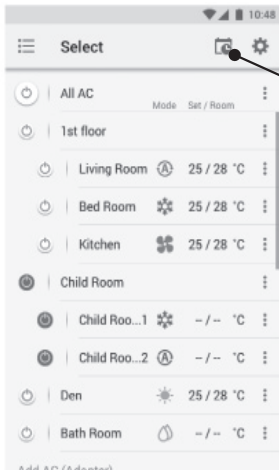 10:48
Select
All AC
Mode Set / Room
1st floor
Living Room A 25 / 28 °C
Bed Room 25 / 28 °C
Kitchen 25 / 28 °C
Child Room
Child Roo...1 -- / -- °C
Child Roo...2 A -- / -- °C
Den 25 / 28 °C
Bath Room -- / -- °C
Add AC (Adapter)